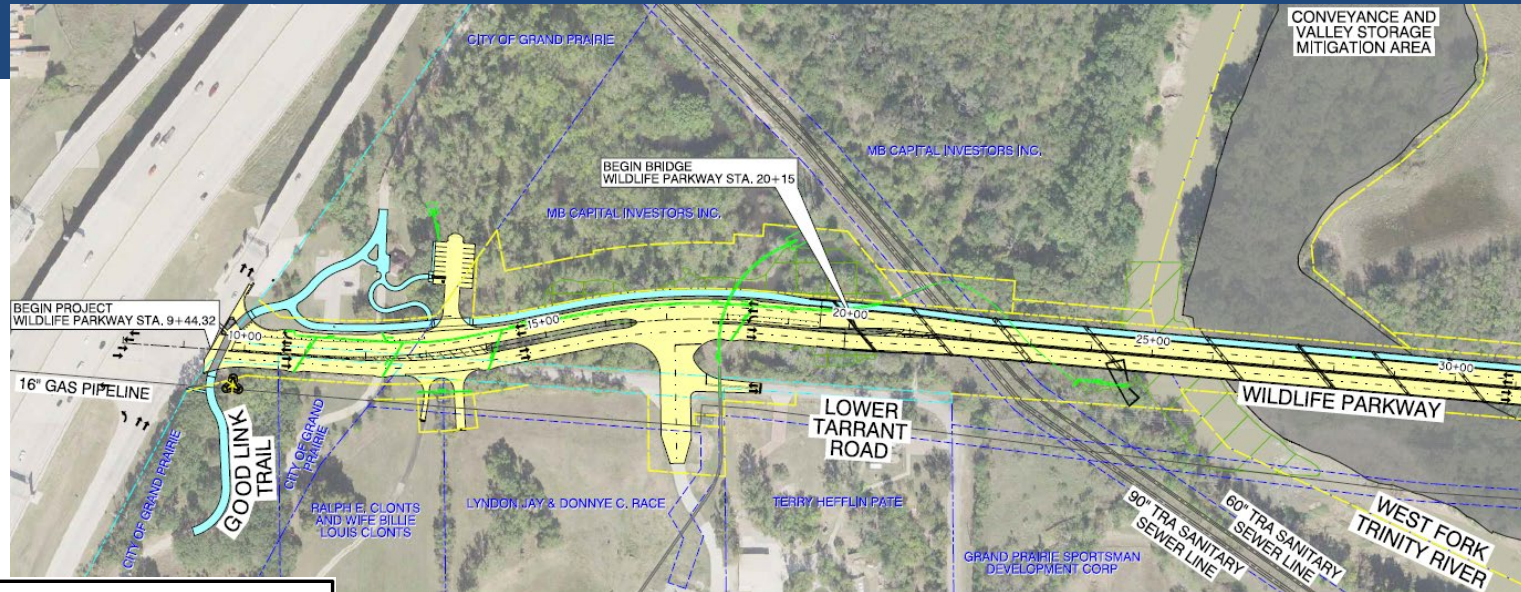 CONVEYANCE AND
VALLEY STORAGE
MITIGATION AREA
CITY OF GRAND PRAIRIE
MB CAPITAL INVESTORS INC.
BEGIN BRIDGE
WILDLIFE PARKWAY STA. 20+15
MB CAPITAL INVESTORS INC.
BEGIN PROJECT
WILDLIFE PARKWAY STA. 9+44.32
10+00
15+00
20+00
25+00
30+00
16" GAS PIPELINE
WILDLIFE PARKWAY
LOWER
TARRANT
ROAD
GOOD LINK
TRAIL
CITY OF GRAND PRAIRIE
CITY OF GRAND
PRAIRIE
RALPH E. CLONTS
AND WIFE BILLIE
LOUIS CLONTS
LYNDON JAY & DONNYE C. RACE
TERRY HEFFLIN PATE
GRAND PRAIRIE SPORTSMAN
DEVELOPMENT CORP
90" TRA SANITARY
SEWER LINE
60" TRA SANITARY
SEWER LINE
WEST FORK
TRINITY RIVER